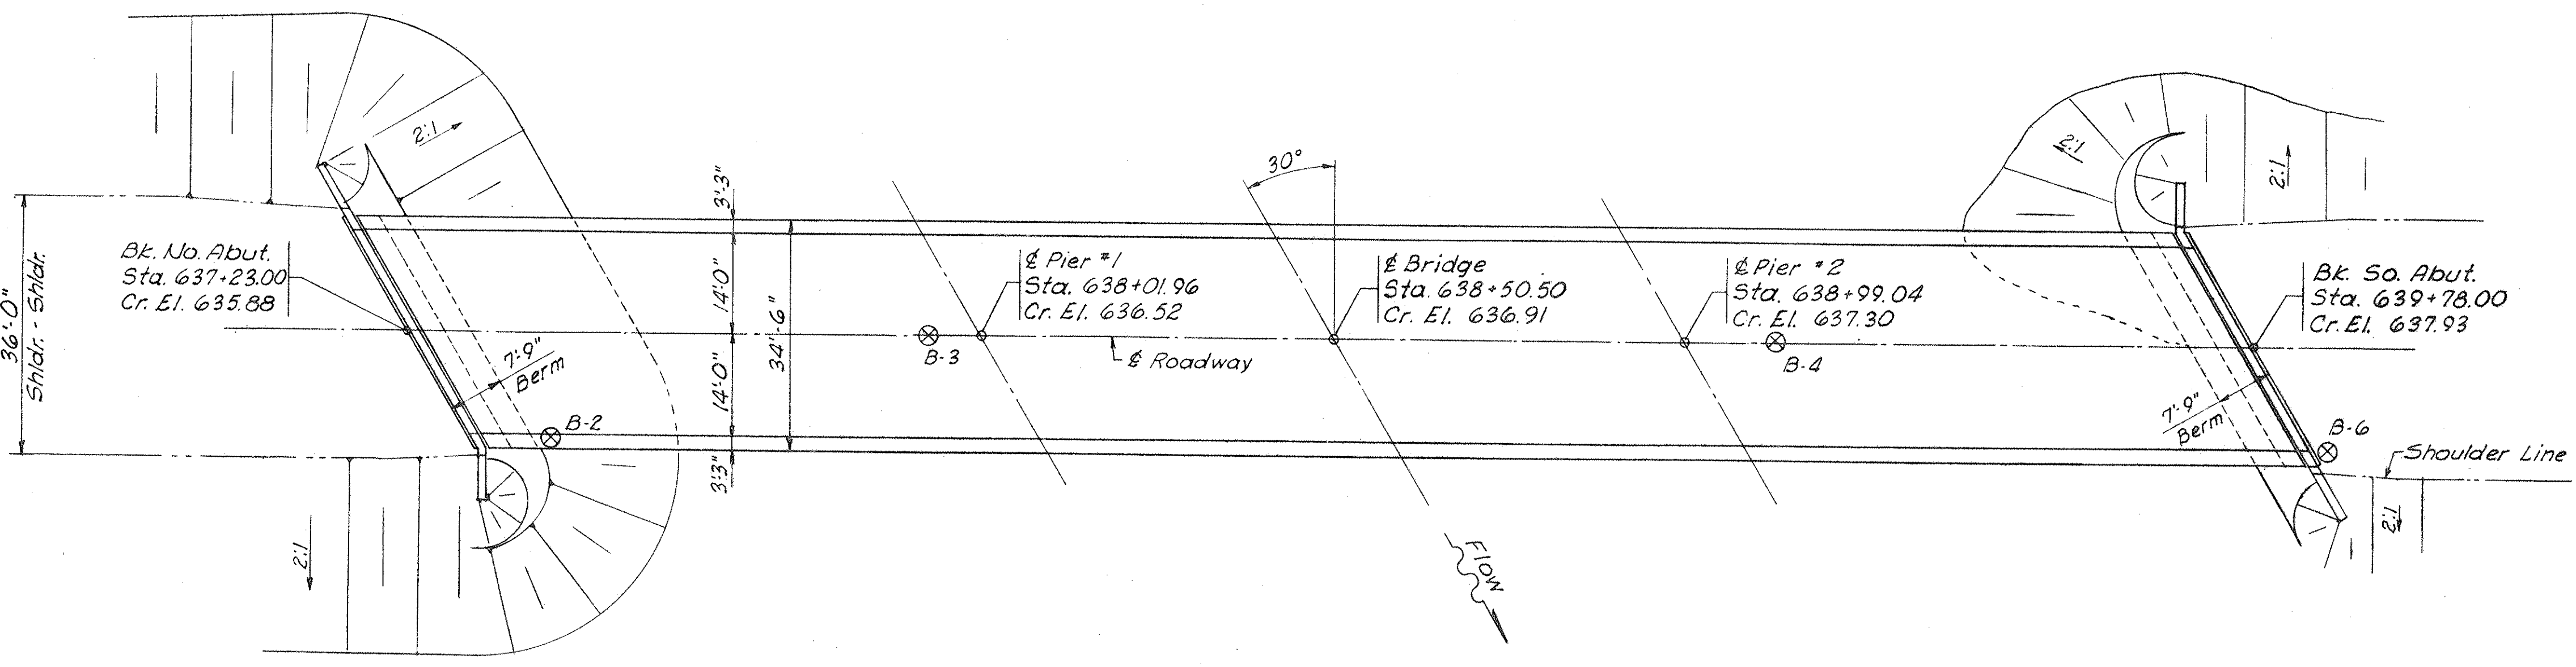 36'-0"
Shldr. - Shldr.
Bk. No. Abut.
Sta. 637+23.00
Cr. El. 635.88
2:1
2:1
7'-9"
Berm
B-2
3'-3"
14'-0"
14'-0"
3'-3"
34'-6"
B-3
℄ Pier #1
Sta. 638+01.96
Cr. El. 636.52
℄ Roadway
30°
℄ Bridge
Sta. 638+50.50
Cr. El. 636.91
Flow
℄ Pier #2
Sta. 638+99.04
Cr. El. 637.30
B-4
2:1
2:1
Bk. So. Abut.
Sta. 639+78.00
Cr. El. 637.93
7'-9"
Berm
B-6
Shoulder Line
2:1